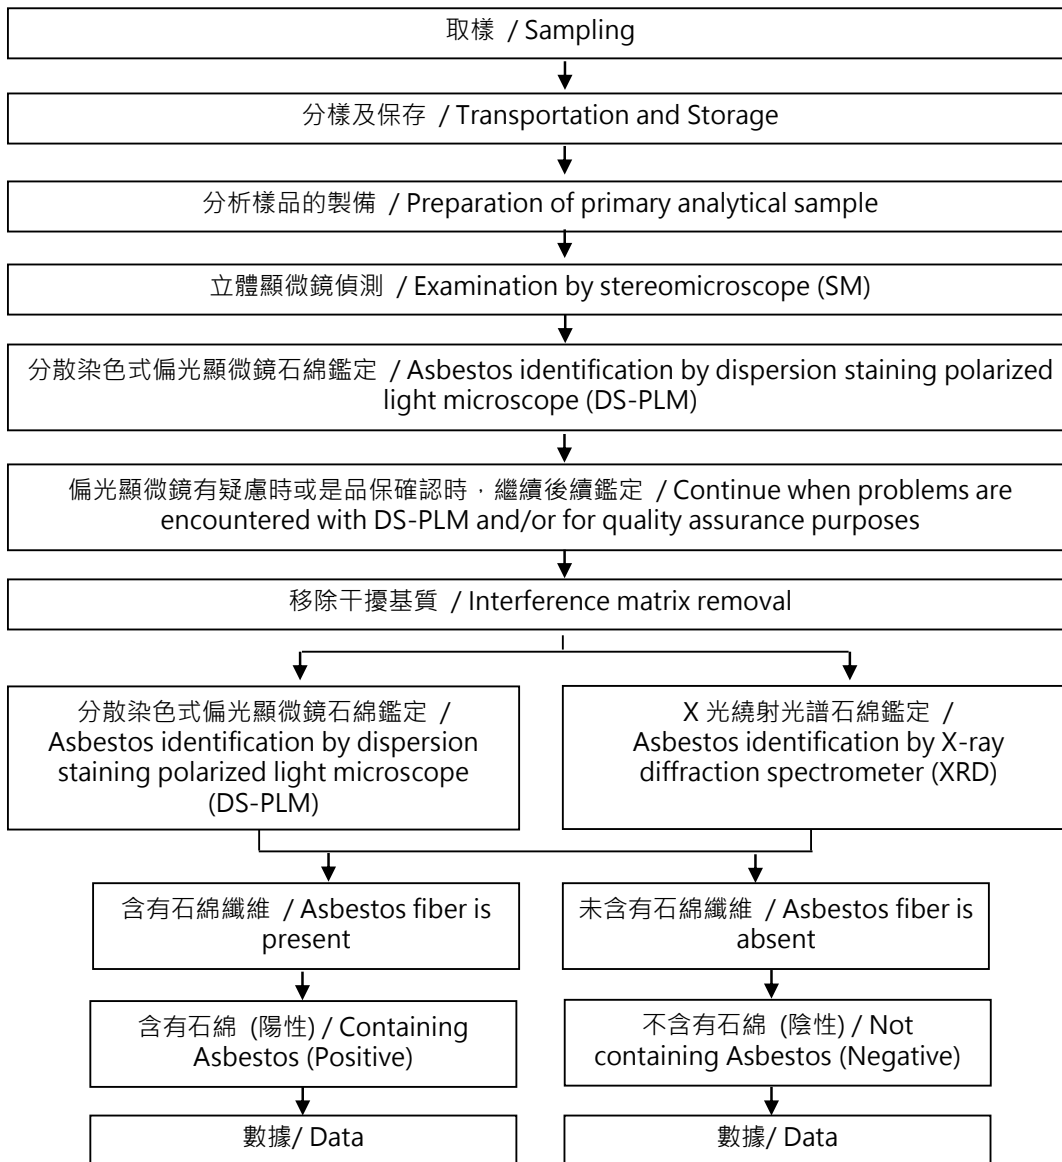 取樣 / Sampling
分樣及保存 / Transportation and Storage
分析樣品的製備 / Preparation of primary analytical sample
立體顯微鏡偵測 / Examination by stereomicroscope (SM)
分散染色式偏光顯微鏡石綿鑑定 / Asbestos identification by dispersion staining polarized
light microscope (DS-PLM)
偏光顯微鏡有疑慮時或是品保確認時，繼續後續鑑定 / Continue when problems are
encountered with DS-PLM and/or for quality assurance purposes
移除干擾基質 / Interference matrix removal
分散染色式偏光顯微鏡石綿鑑定 /
Asbestos identification by dispersion
staining polarized light microscope
(DS-PLM)
X 光繞射光譜石綿鑑定 /
Asbestos identification by X-ray
diffraction spectrometer (XRD)
含有石綿纖維 / Asbestos fiber is
present
未含有石綿纖維 / Asbestos fiber is
absent
含有石綿 (陽性) / Containing
Asbestos (Positive)
不含有石綿 (陰性) / Not
containing Asbestos (Negative)
數據/ Data
數據/ Data